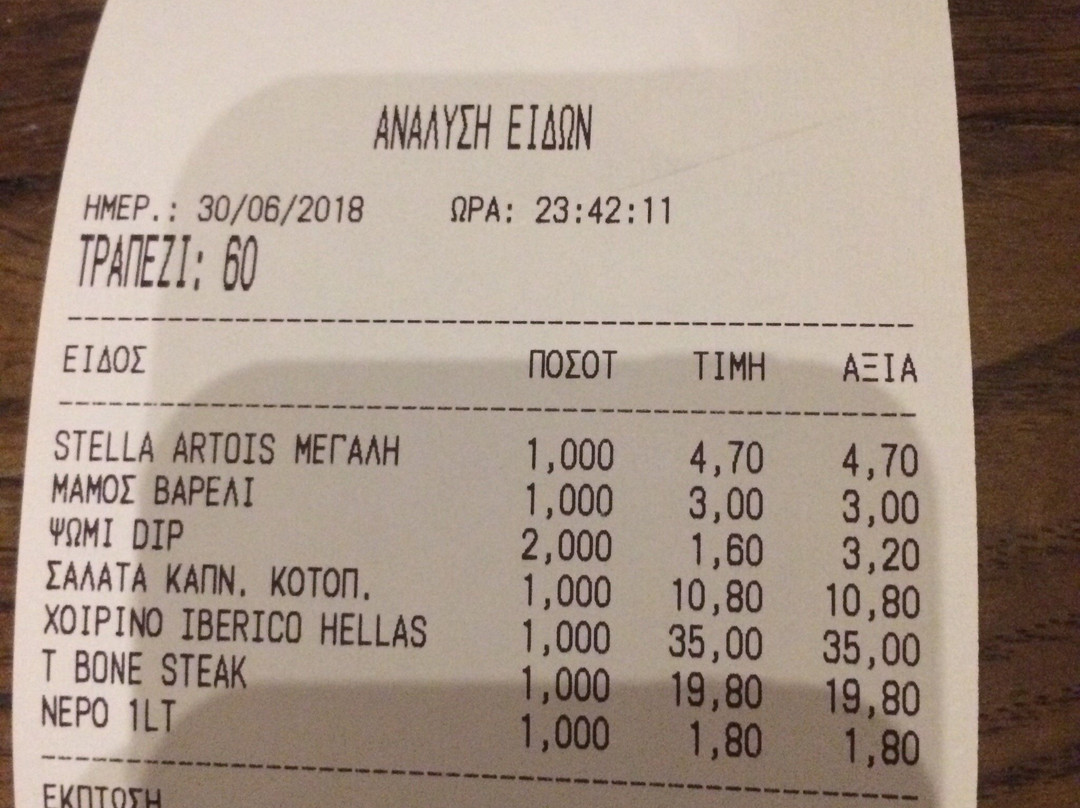 ΑΝΑΛΥΣΗ ΕΙΔΩΝ
ΗΜΕΡ.: 30/06/2018 ΩΡΑ: 23:42:11
ΤΡΑΠΕΖΙ: 60
ΕΙΔΟΣ ΠΟΣΟΤ ΤΙΜΗ ΑΞΙΑ
STELLA ARTOIS ΜΕΓΑΛΗ 1,000 4,70 4,70
ΜΑΜΟΣ ΒΑΡΕΛΙ 1,000 3,00 3,00
ΨΩΜΙ DIP 2,000 1,60 3,20
ΣΑΛΑΤΑ ΚΑΠΝ. ΚΟΤΟΠ. 1,000 10,80 10,80
ΧΟΙΡΙΝΟ IBERICO HELLAS 1,000 35,00 35,00
T BONE STEAK 1,000 19,80 19,80
ΝΕΡΟ 1LT 1,000 1,80 1,80
ΕΚΠΤΩΣΗ